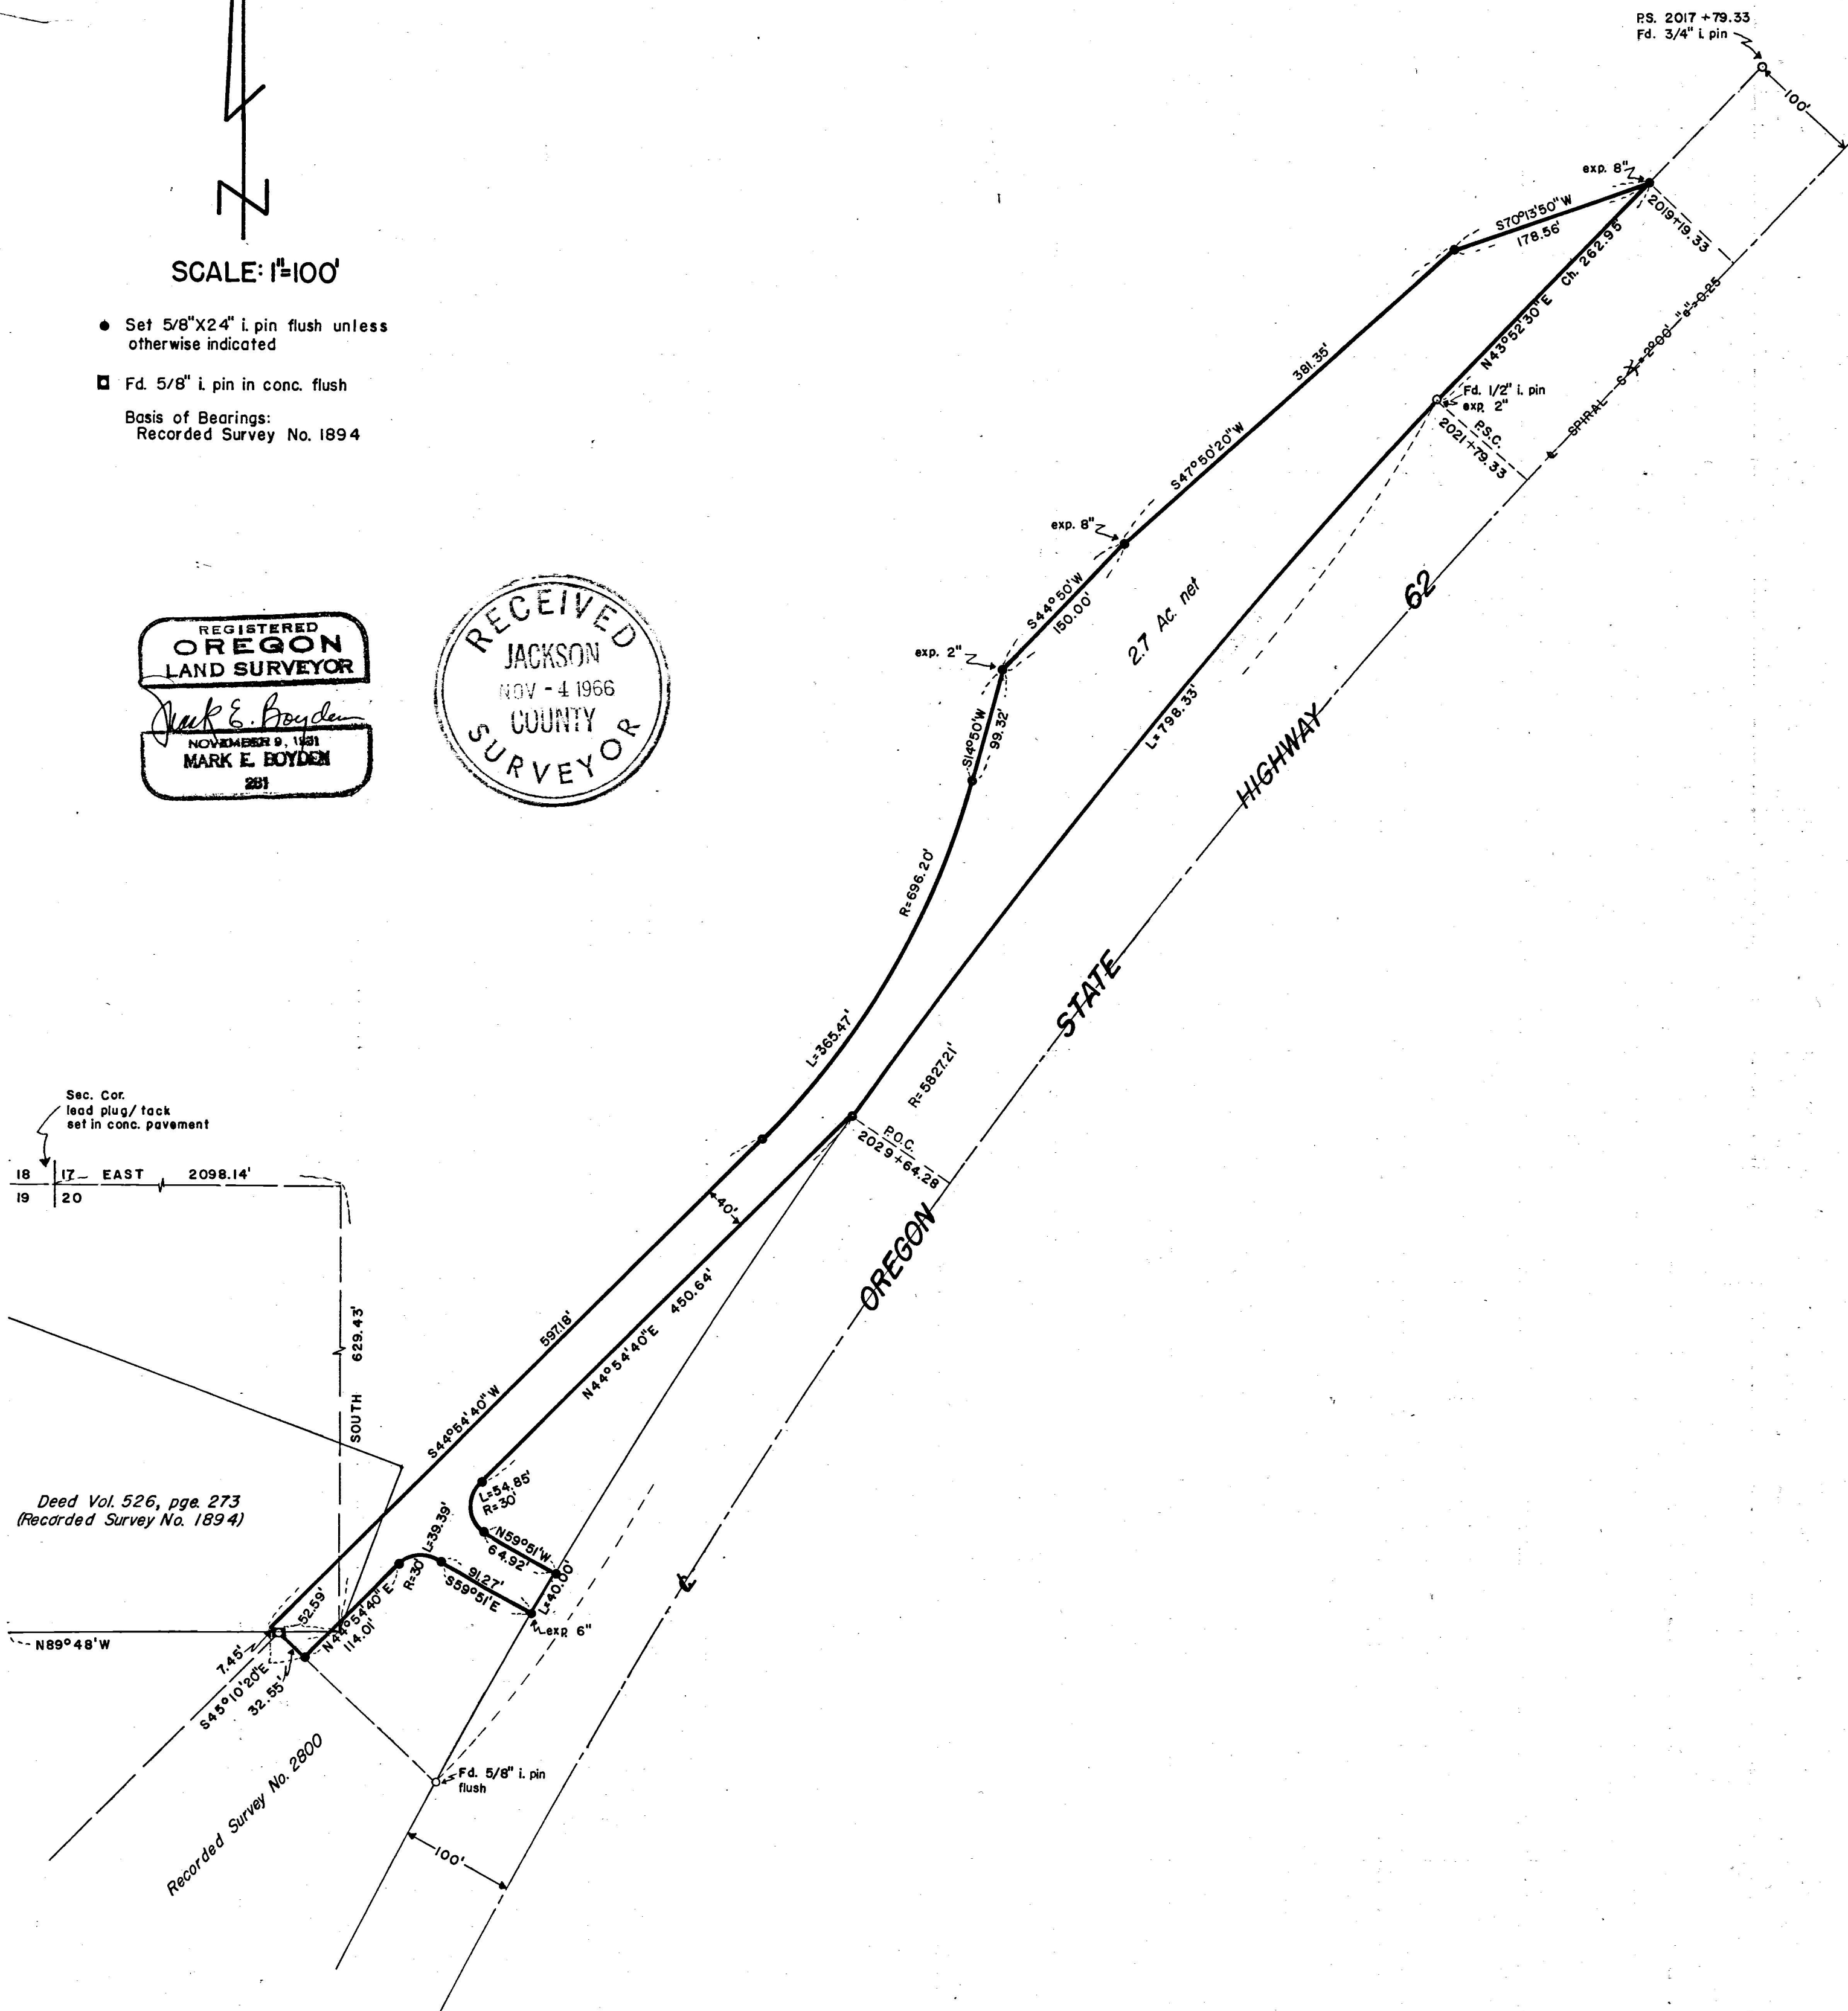 P.S. 2017 +79.33
Fd. 3/4" i. pin
100'
exp. 8"
S70°13'50"W
178.56'
2019+19.33
N43°52'30"E Ch. 262.95'
SCALE: 1"=100'
Set 5/8"X24" i. pin flush unless
otherwise indicated
Fd. 5/8" i. pin in conc. flush
Basis of Bearings:
Recorded Survey No. 1894
381.35'
S47°50'20"W
Fd. 1/2" i. pin
exp. 2"
P.S.C.
2021+79.33
SPIRAL
exp. 8"
S44°50'W
150.00'
2.7 Ac. net
62
REGISTERED
OREGON
LAND SURVEYOR
Mark E. Boyden
MARK E. BOYDEN
281
RECEIVED
JACKSON
NOV - 4 1966
COUNTY
SURVEYOR
exp. 2"
S14°50'W
99.32'
L=798.33'
HIGHWAY
R=696.20'
L=365.47'
STATE
R=5827.21'
Sec. Cor.
lead plug/tack
set in conc. pavement
18 17 EAST 2098.14'
19 20
P.O.C.
2029+64.28
40'
OREGON
SOUTH 629.43'
597.18'
S44°54'40"W
N44°54'40"E 450.64'
Deed Vol. 526, pge. 273
(Recorded Survey No. 1894)
L=54.85'
R=30'
N59°51'W
64.92'
L=39.39'
R=30'
91.27'
S59°51'E
L=40.00'
exp. 6"
52.59'
N44°54'40"E
114.01'
N89°48'W
7.45'
S45°10'20"E
32.55'
Recorded Survey No. 2800
Fd. 5/8" i. pin
flush
100'